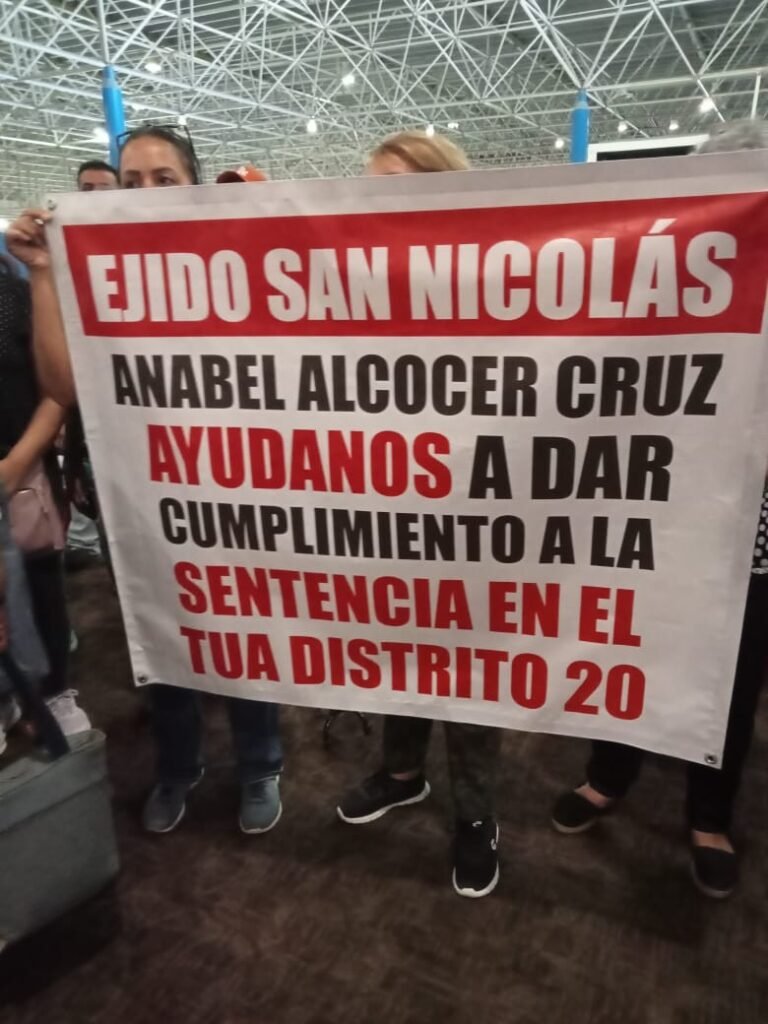 EJIDO SAN NICOLÁS
ANABEL ALCOCER CRUZ
AYUDANOS A DAR
CUMPLIMIENTO A LA
SENTENCIA EN EL
TUA DISTRITO 20